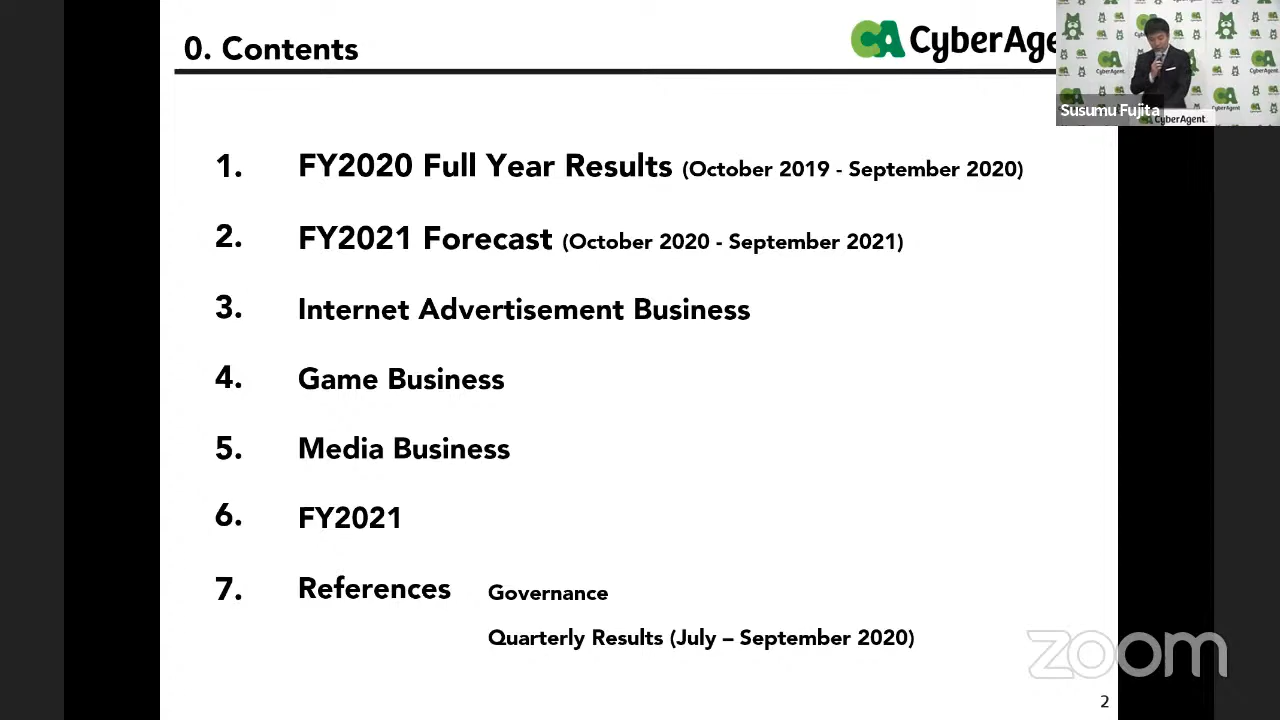 0. Contents
CyberAge
CyberAgent.
Susumu Fujita
CyberAgent.
1. FY2020 Full Year Results (October 2019 - September 2020)
2. FY2021 Forecast (October 2020 - September 2021)
3. Internet Advertisement Business
4. Game Business
5. Media Business
6. FY2021
7. References Governance
Quarterly Results (July – September 2020)
zoom
2